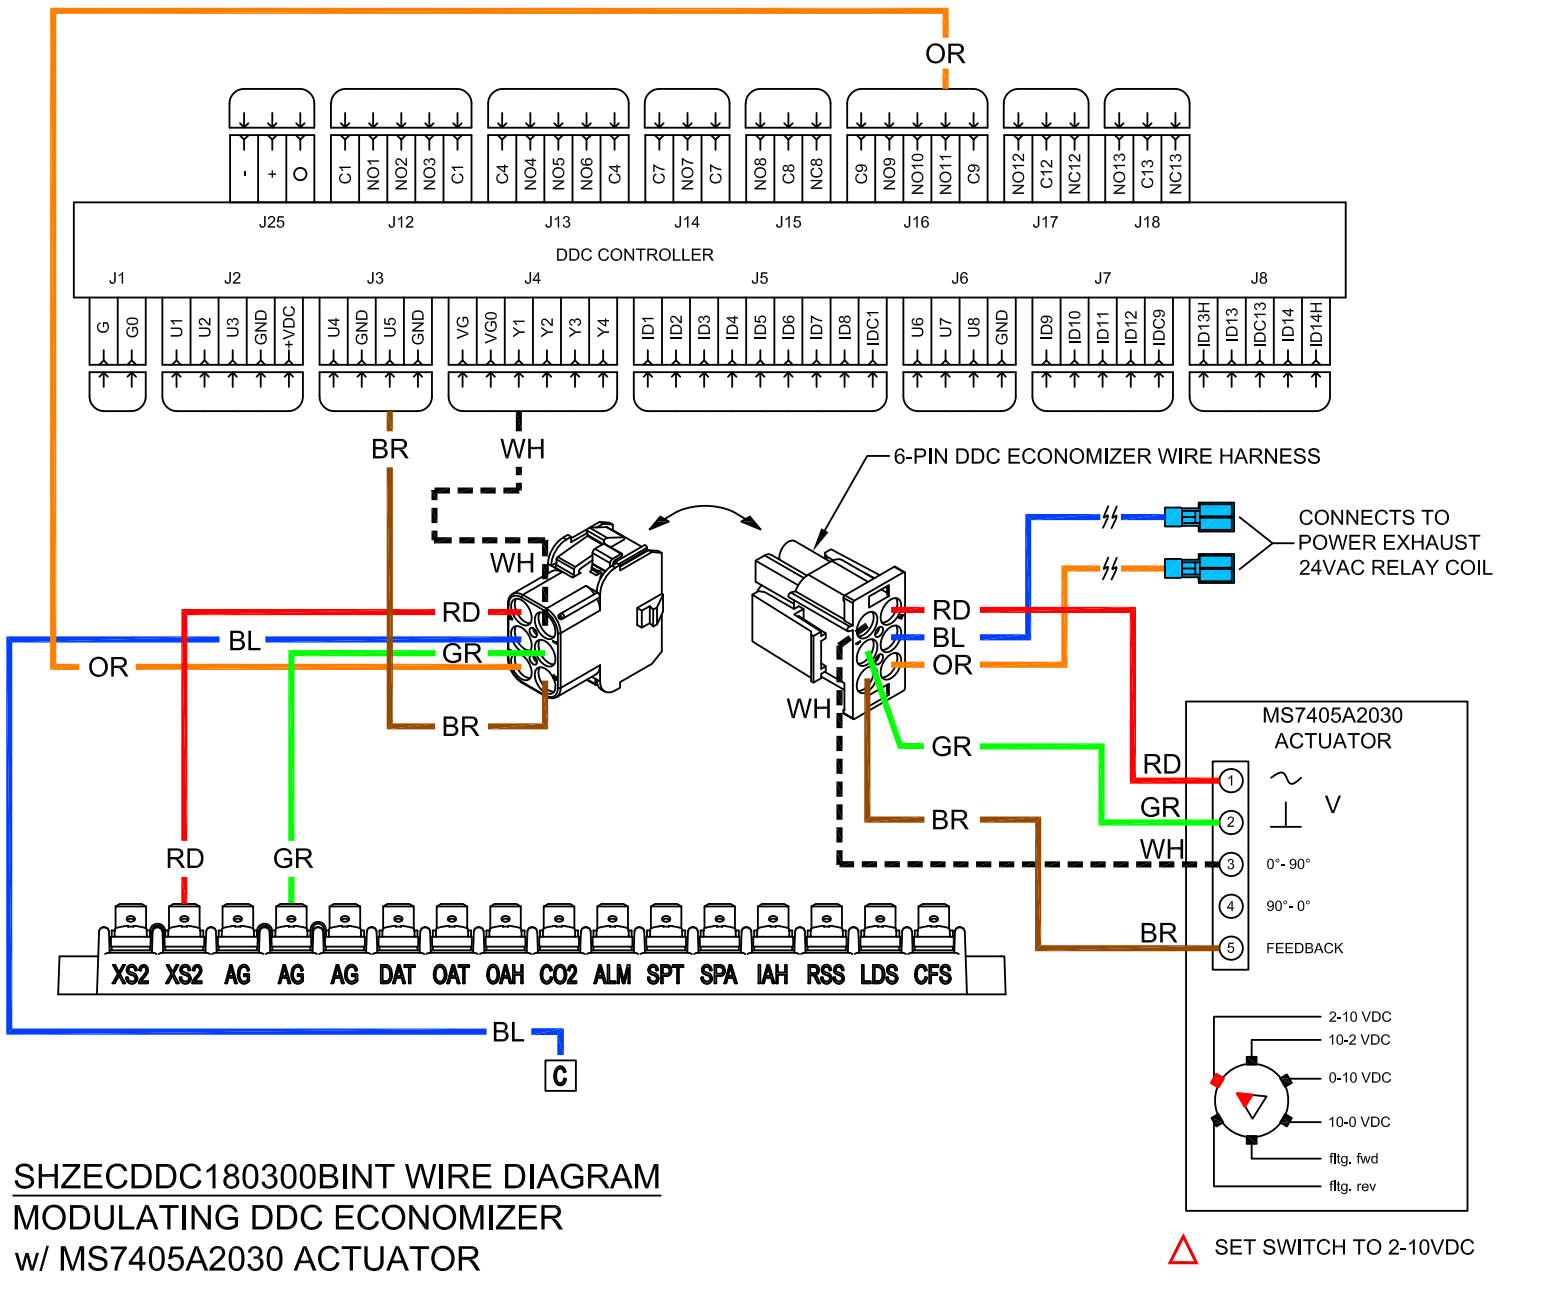 OR
- + O
C1 NO1 NO2 NO3 C1
C4 NO4 NO5 NO6 C4
C7 NO7 C7
NO8 C8 NC8
C9 NO9 NO10 NO11 C9
NO12 C12 NC12
NO13 C13 NC13
J25 J12 J13 J14 J15 J16 J17 J18
DDC CONTROLLER
J1 J2 J3 J4 J5 J6 J7 J8
G G0
U1 U2 U3 GND +VDC
U4 GND U5 GND
VG VG0 Y1 Y2 Y3 Y4
ID1 ID2 ID3 ID4 ID5 ID6 ID7 ID8 IDC1
U6 U7 U8 GND
ID9 ID10 ID11 ID12 IDC9
ID13H ID13 IDC13 ID14 ID14H
BR WH
6-PIN DDC ECONOMIZER WIRE HARNESS
CONNECTS TO
POWER EXHAUST
24VAC RELAY COIL
WH
RD
BL
GR
OR
BR
RD
BL
OR
WH
GR
BR
MS7405A2030
ACTUATOR
RD 1
GR 2 V
WH 3 0°- 90°
4 90°- 0°
BR 5 FEEDBACK
RD GR
XS2 XS2 AG AG AG DAT OAT OAH CO2 ALM SPT SPA IAH RSS LDS CFS
BL
C
2-10 VDC
10-2 VDC
0-10 VDC
10-0 VDC
fltg. fwd
fltg. rev
SET SWITCH TO 2-10VDC
SHZECDDC180300BINT WIRE DIAGRAM
MODULATING DDC ECONOMIZER
w/ MS7405A2030 ACTUATOR